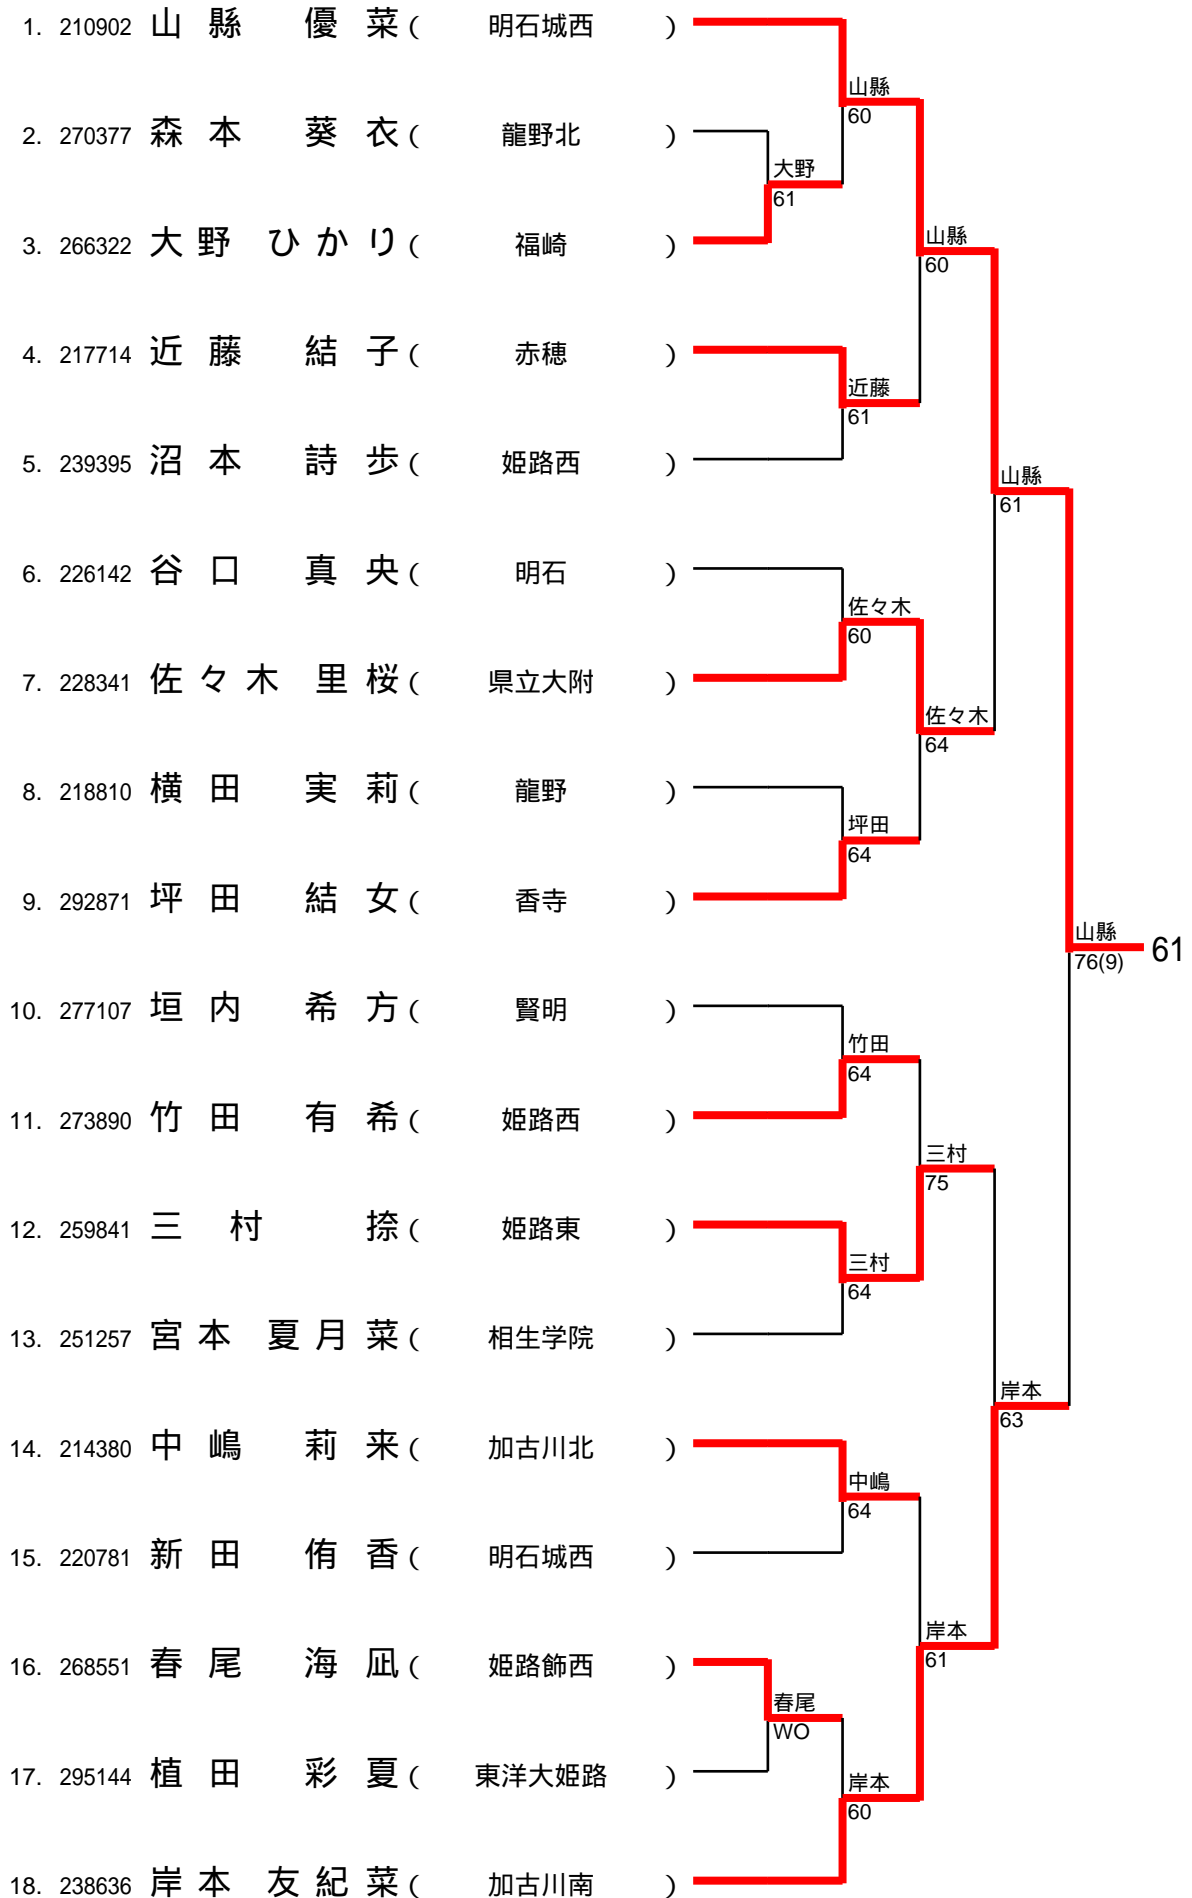 1. 210902 山縣 優菜 ( 明石城西 )
山縣
60
2. 270377 森本 葵衣 ( 龍野北 )
大野
61
3. 266322 大野 ひかり ( 福崎 )
山縣
60
4. 217714 近藤 結子 ( 赤穂 )
近藤
61
5. 239395 沼本 詩歩 ( 姫路西 )
山縣
61
6. 226142 谷口 真央 ( 明石 )
佐々木
60
7. 228341 佐々木 里桜 ( 県立大附 )
佐々木
64
8. 218810 横田 実莉 ( 龍野 )
坪田
64
9. 292871 坪田 結女 ( 香寺 )
山縣
76(9)
61
10. 277107 垣内 希方 ( 賢明 )
竹田
64
11. 273890 竹田 有希 ( 姫路西 )
三村
75
12. 259841 三村 捺 ( 姫路東 )
三村
64
13. 251257 宮本 夏月菜 ( 相生学院 )
岸本
63
14. 214380 中嶋 莉来 ( 加古川北 )
中嶋
64
15. 220781 新田 侑香 ( 明石城西 )
岸本
61
16. 268551 春尾 海凪 ( 姫路飾西 )
春尾
WO
17. 295144 植田 彩夏 ( 東洋大姫路 )
岸本
60
18. 238636 岸本 友紀菜 ( 加古川南 )